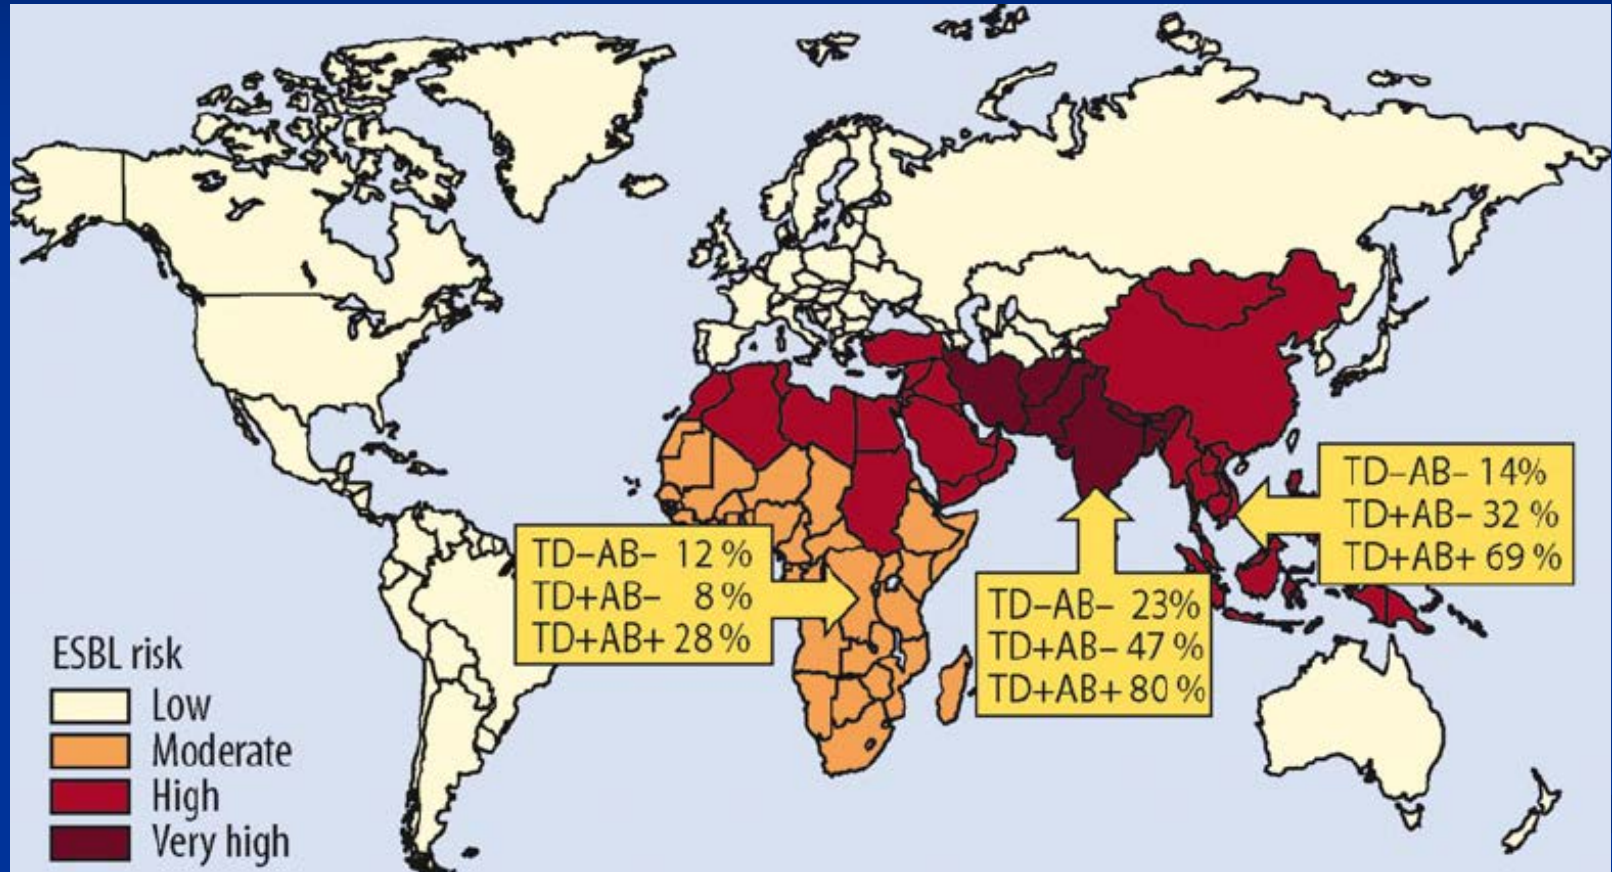 TD–AB– 14%
TD+AB– 32 %
TD+AB+ 69 %
TD–AB– 12 %
TD+AB– 8 %
TD+AB+ 28 %
TD–AB– 23%
TD+AB– 47 %
TD+AB+ 80 %
ESBL risk
Low
Moderate
High
Very high